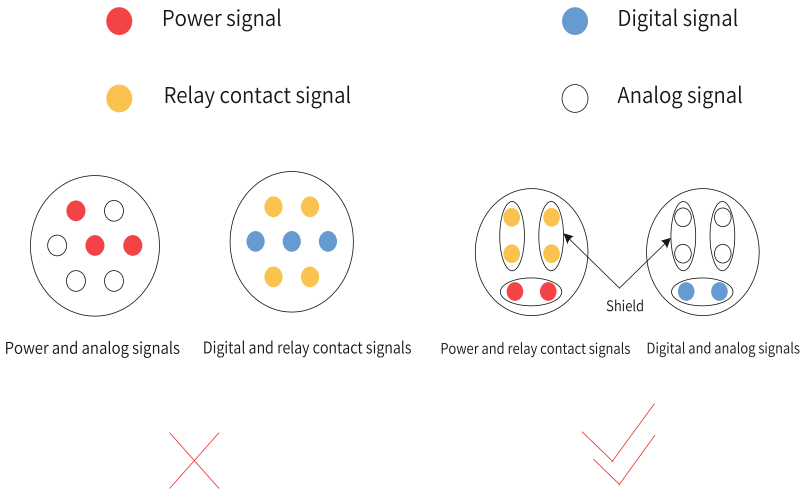 Power signal
Digital signal
Relay contact signal
Analog signal
Shield
Power and analog signals
Digital and relay contact signals
Power and relay contact signals
Digital and analog signals